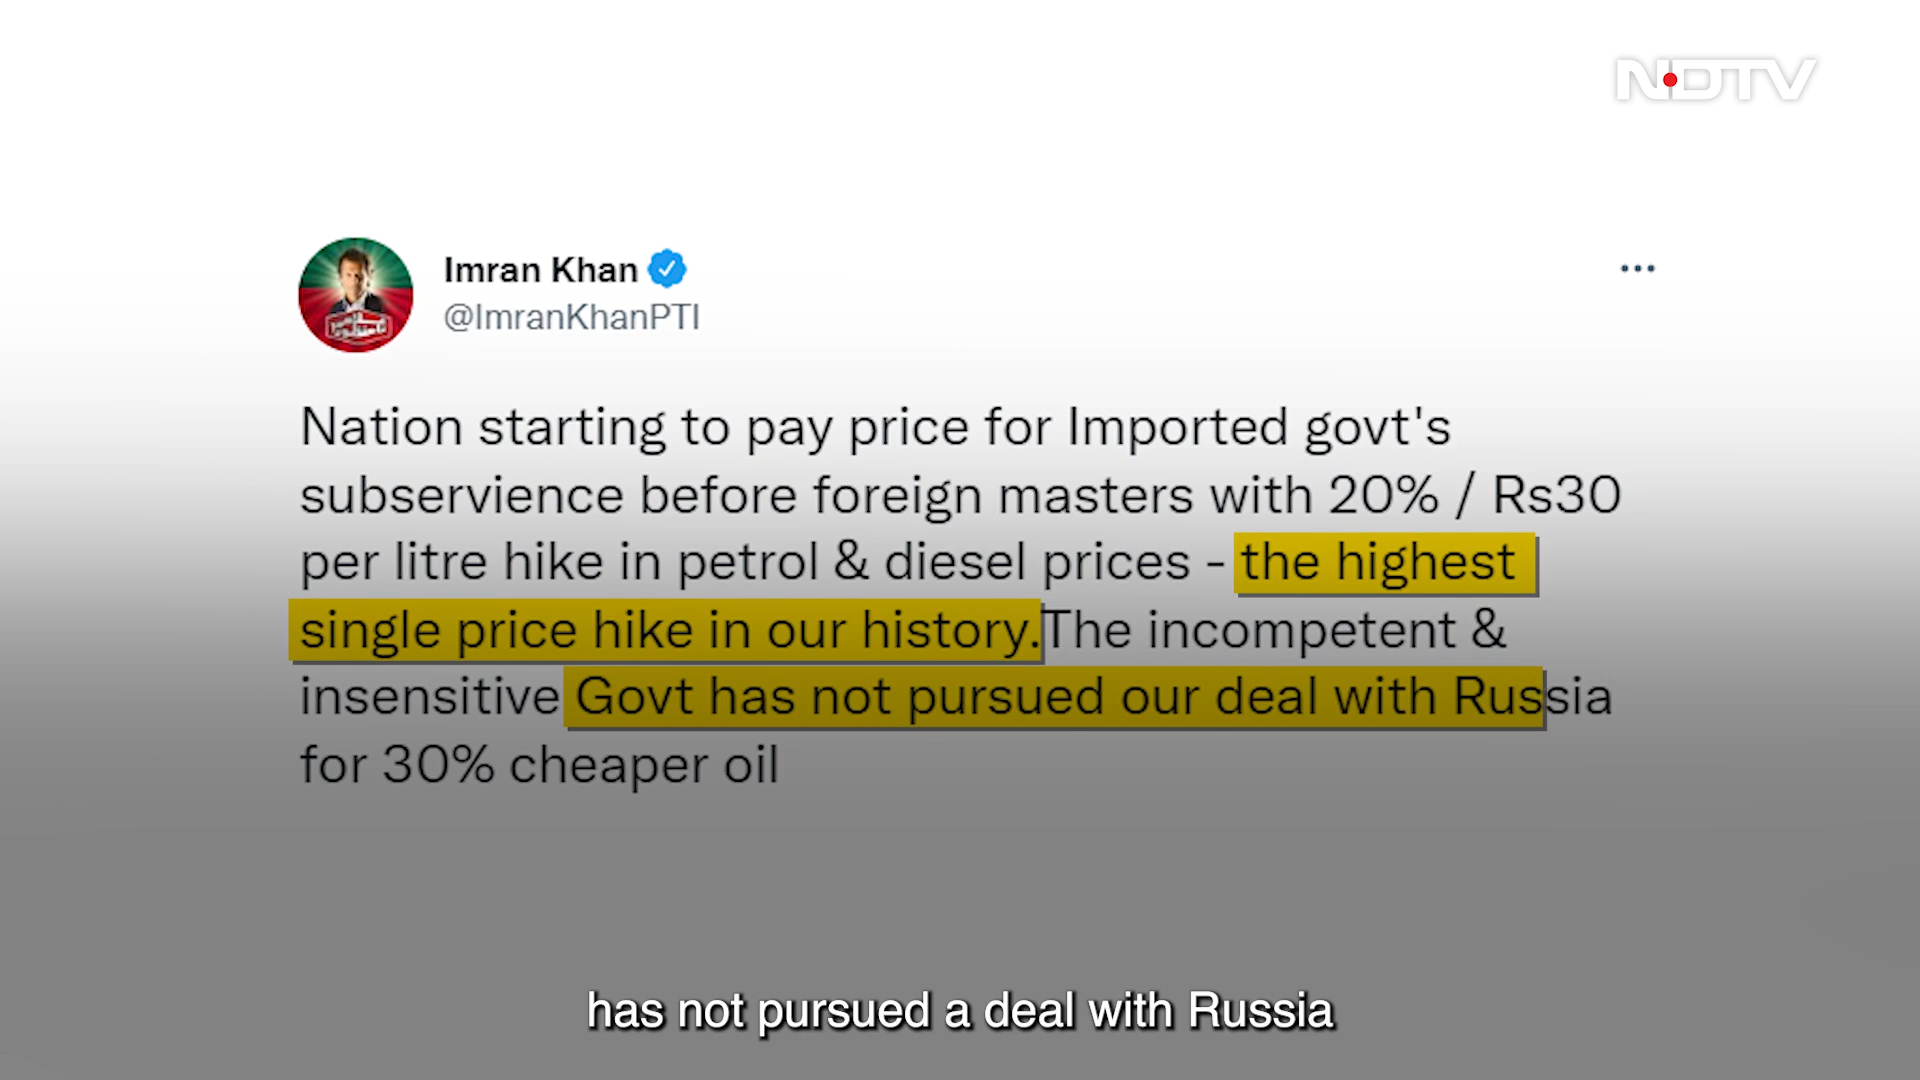 NDTV
Imran Khan
@ImranKhanPTI
Nation starting to pay price for Imported govt's
subservience before foreign masters with 20% / Rs30
per litre hike in petrol & diesel prices - the highest
single price hike in our history.The incompetent &
insensitive Govt has not pursued our deal with Russia
for 30% cheaper oil
has not pursued a deal with Russia